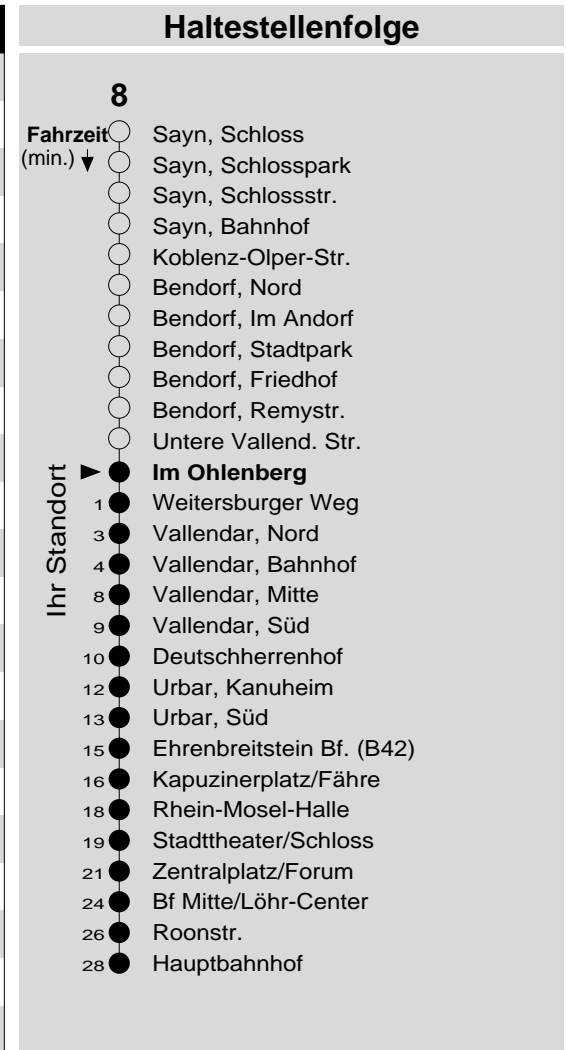 Haltestellenfolge
8
Fahrzeit
(min.)
Sayn, Schloss
Sayn, Schlosspark
Sayn, Schlossstr.
Sayn, Bahnhof
Koblenz-Olper-Str.
Bendorf, Nord
Bendorf, Im Andorf
Bendorf, Stadtpark
Bendorf, Friedhof
Bendorf, Remystr.
Untere Vallend. Str.
Ihr Standort
Im Ohlenberg
1 Weitersburger Weg
3 Vallendar, Nord
4 Vallendar, Bahnhof
8 Vallendar, Mitte
9 Vallendar, Süd
10 Deutschherrenhof
12 Urbar, Kanuheim
13 Urbar, Süd
15 Ehrenbreitstein Bf. (B42)
16 Kapuzinerplatz/Fähre
18 Rhein-Mosel-Halle
19 Stadttheater/Schloss
21 Zentralplatz/Forum
24 Bf Mitte/Löhr-Center
26 Roonstr.
28 Hauptbahnhof